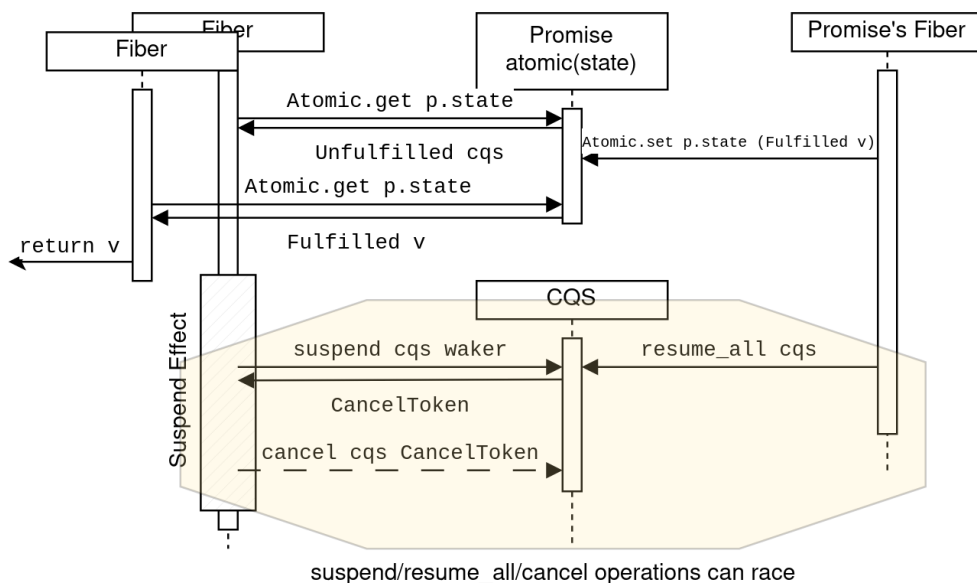 Fiber
Fiber
Promise
atomic(state)
Promise's Fiber
Atomic.get p.state
Unfulfilled cqs
Atomic.set p.state (Fulfilled v)
Atomic.get p.state
Fulfilled v
return v
CQS
Suspend Effect
suspend cqs waker
resume_all cqs
CancelToken
cancel cqs CancelToken
suspend/resume_all/cancel operations can race